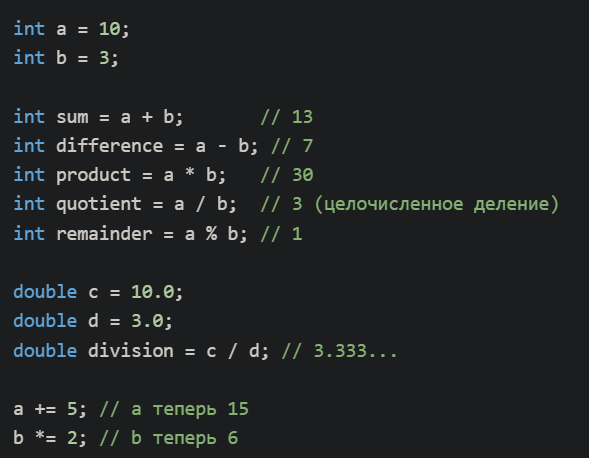 int a = 10;
int b = 3;

int sum = a + b;       // 13
int difference = a - b; // 7
int product = a * b;   // 30
int quotient = a / b;  // 3 (целочисленное деление)
int remainder = a % b; // 1

double c = 10.0;
double d = 3.0;
double division = c / d; // 3.333...

a += 5; // a теперь 15
b *= 2; // b теперь 6